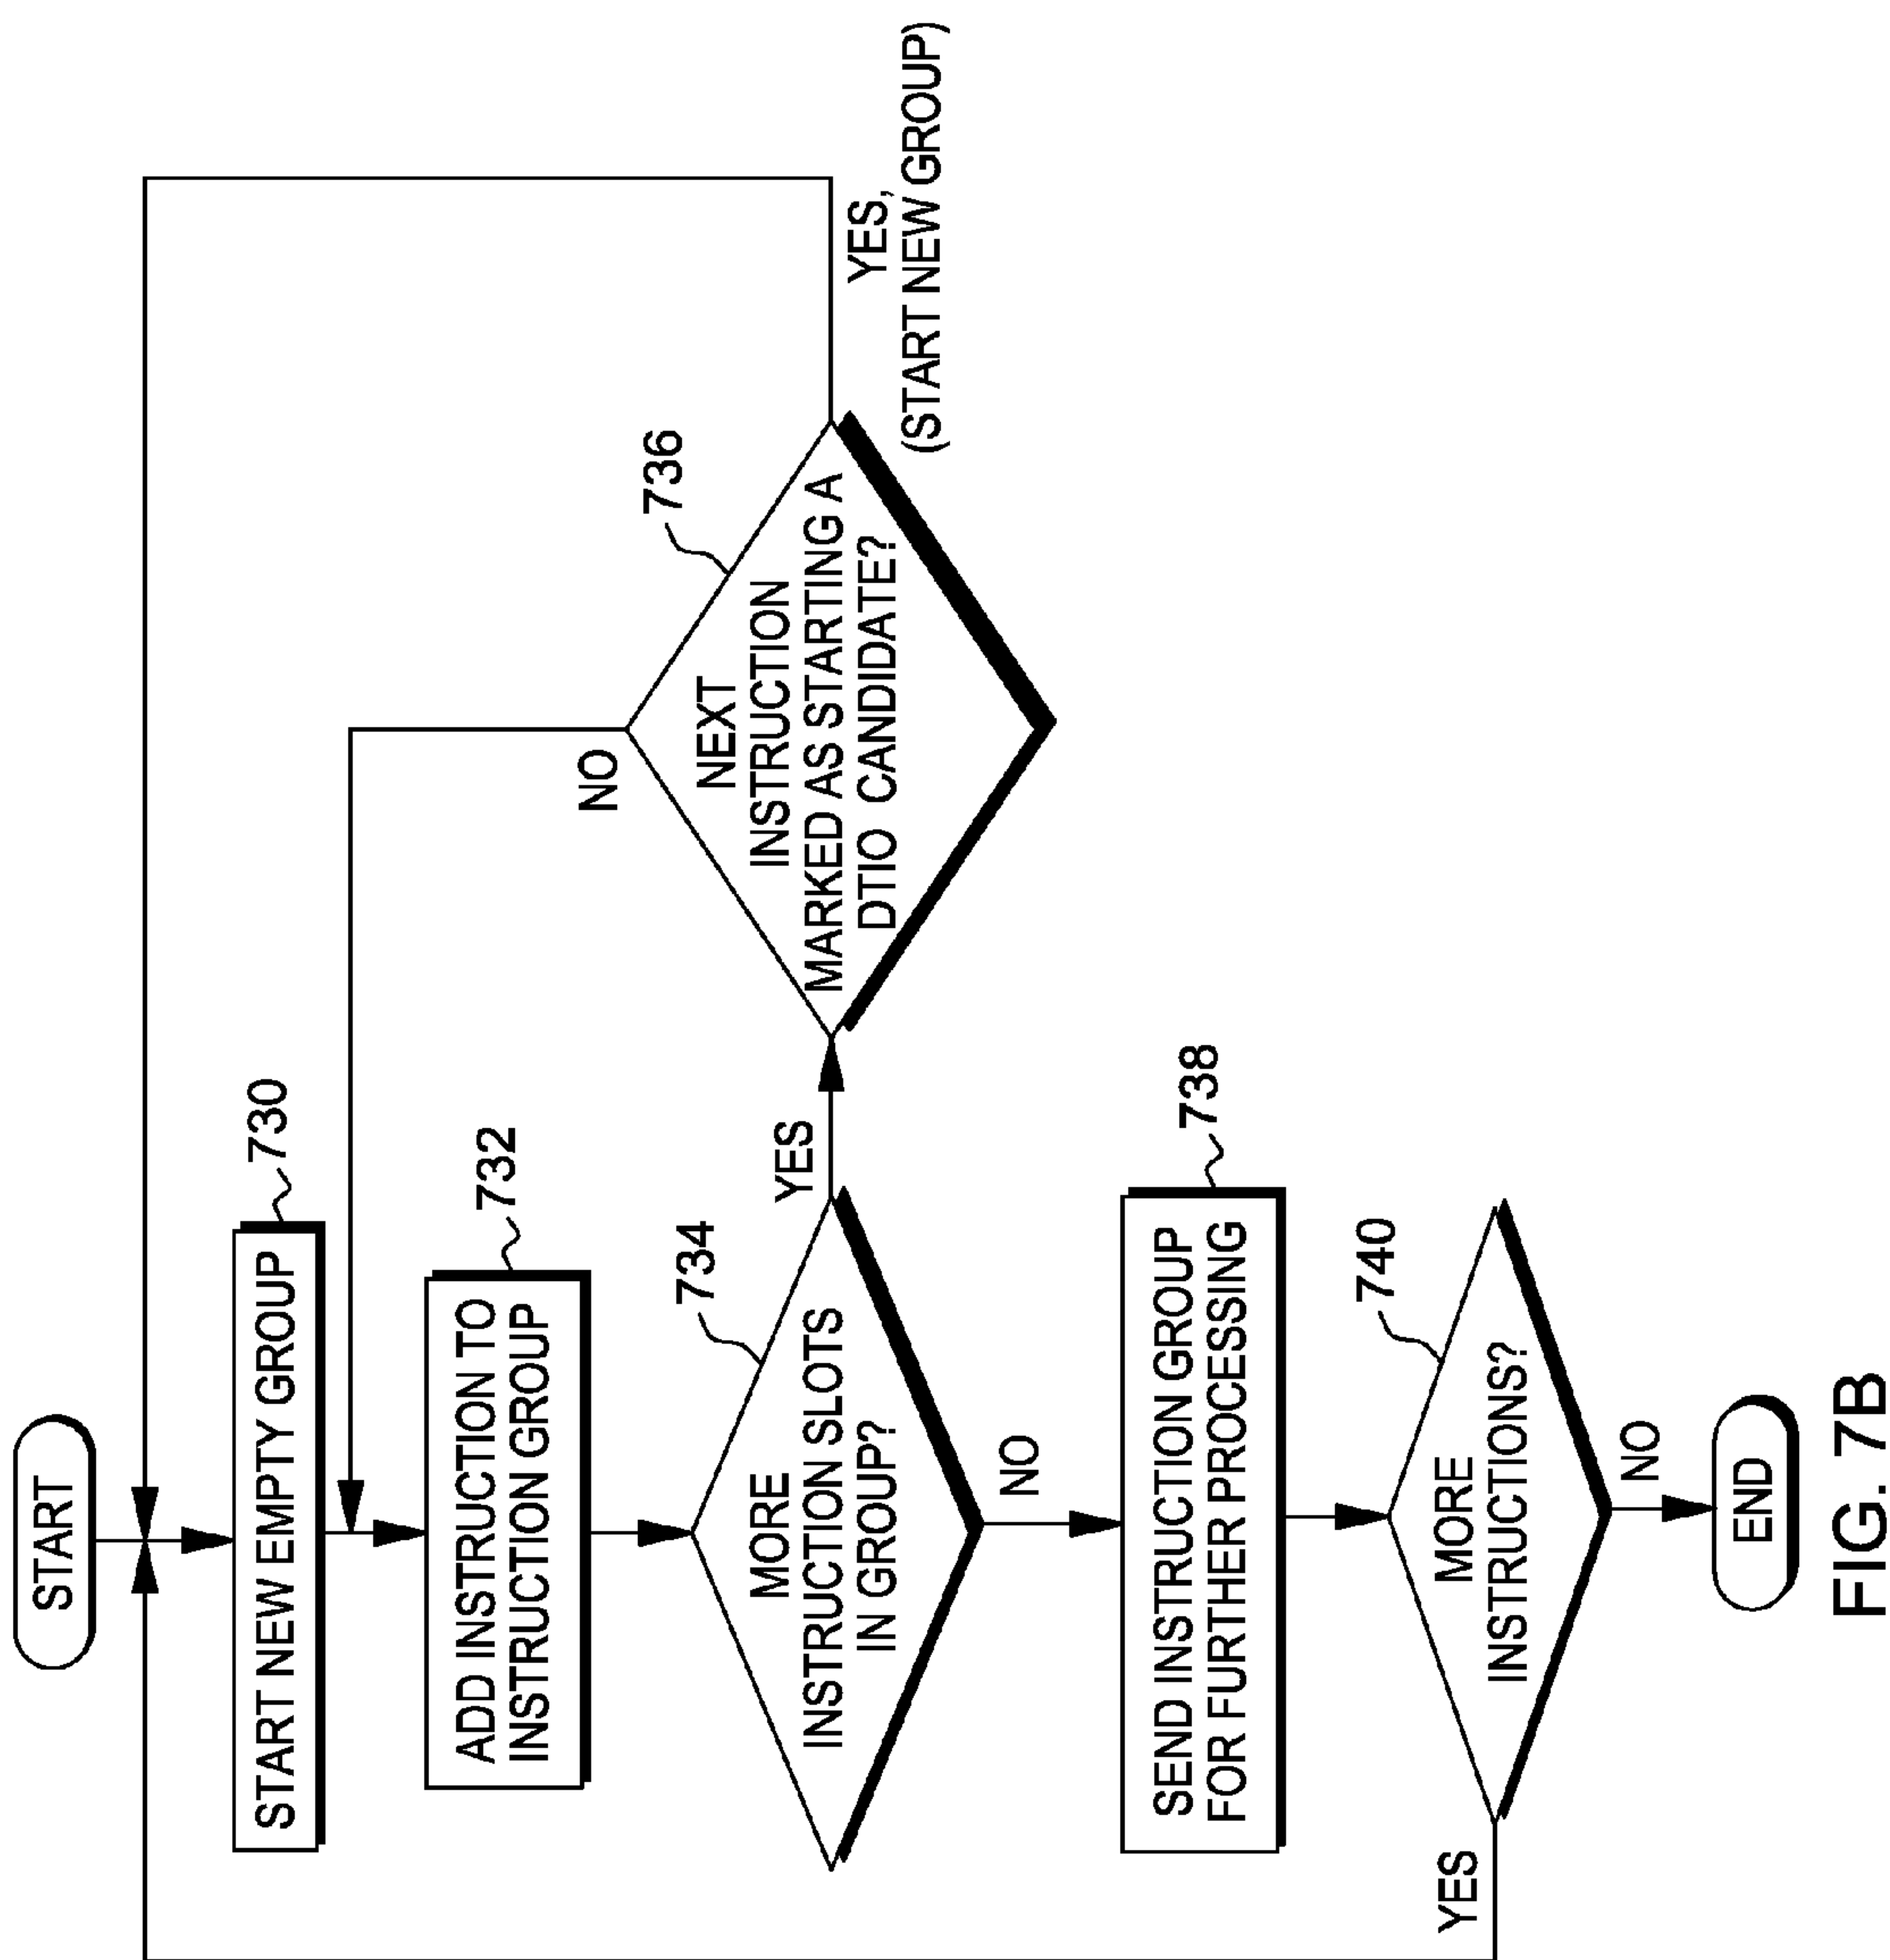 START
START NEW EMPTY GROUP
730
ADD INSTRUCTION TO
INSTRUCTION GROUP
732
MORE
INSTRUCTION SLOTS
IN GROUP?
734
YES
NO
NEXT
INSTRUCTION
MARKED AS STARTING A
DTIO CANDIDATE?
736
NO
YES,
(START NEW GROUP)
SEND INSTRUCTION GROUP
FOR FURTHER PROCESSING
738
MORE
INSTRUCTIONS?
740
YES
NO
END
FIG. 7B